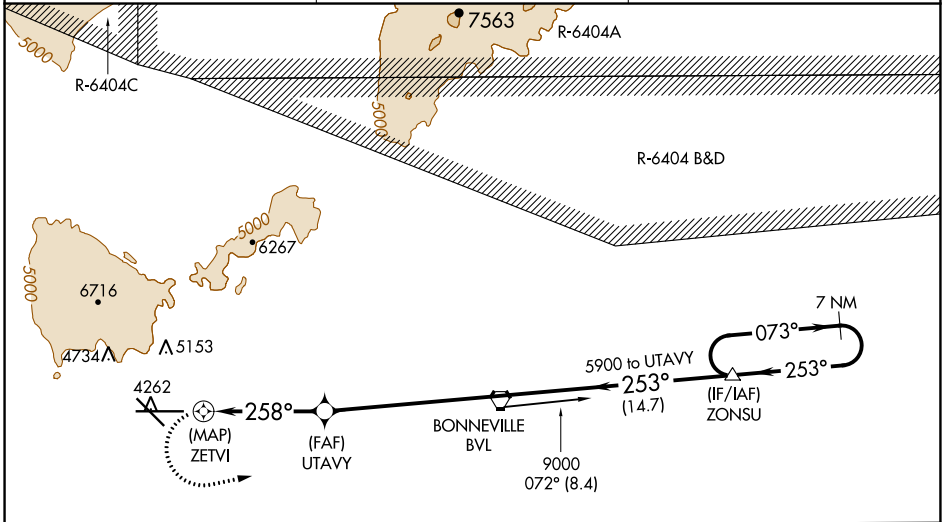 7563
R-6404A
5000
R-6404C
5000
R-6404 B&D
5000
6267
5000
6716
7 NM
073°
4734
5153
5900 to UTAVY
253°
253°
(14.7)
(IF/IAF)
ZONSU
4262
258°
(MAP)
ZETVI
(FAF)
UTAVY
BONNEVILLE
BVL
9000
072° (8.4)